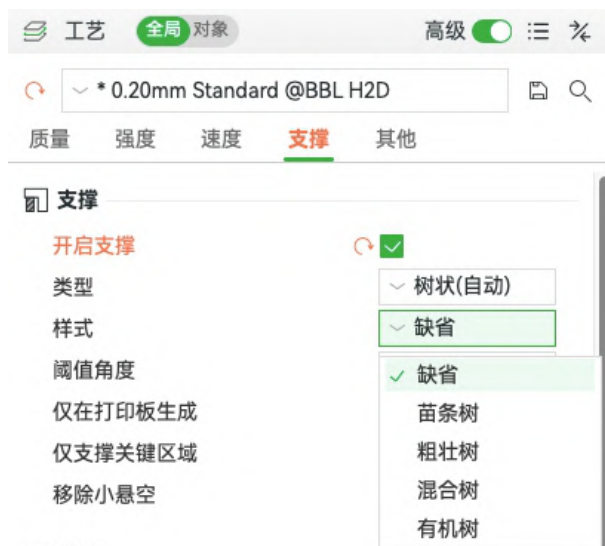 工艺 全局 对象 高级
* 0.20mm Standard @BBL H2D
质量 强度 速度 支撑 其他
支撑
开启支撑
类型 树状(自动)
样式 缺省
阈值角度 缺省
仅在打印板生成 苗条树
仅支撑关键区域 粗壮树
移除小悬空 混合树
有机树